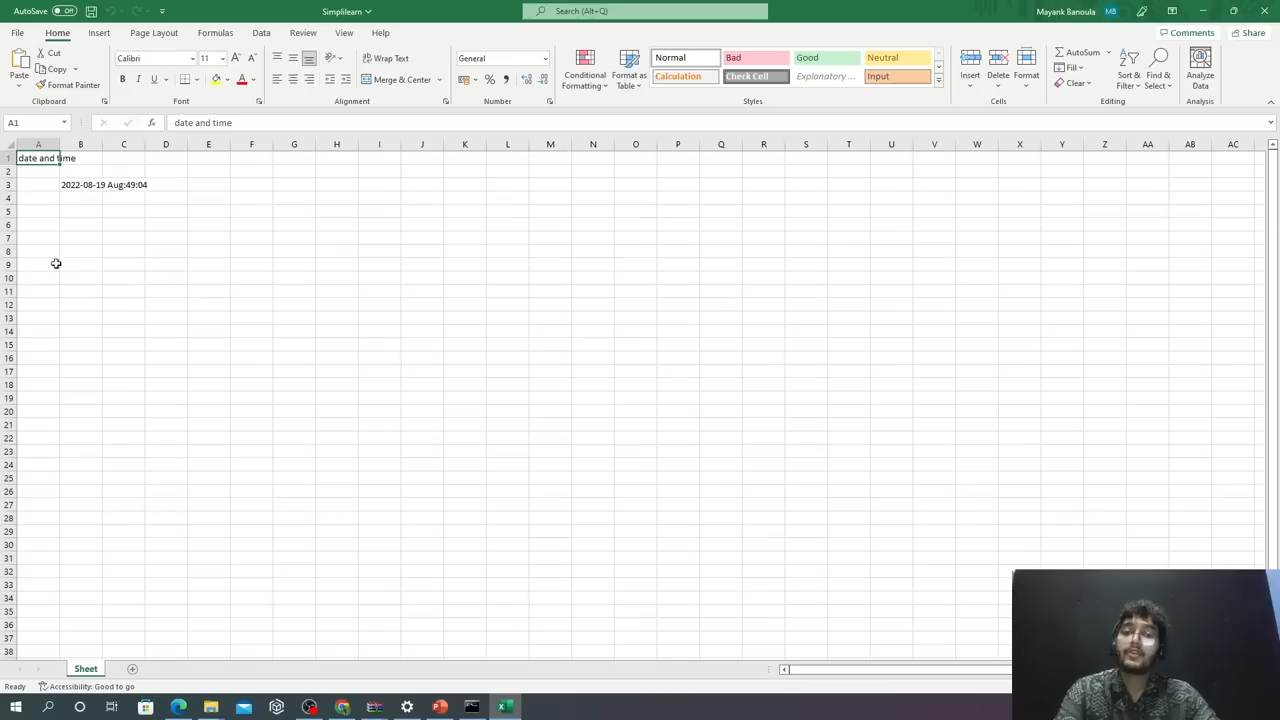 AutoSave Off Simplilearn Search (Alt+Q) Mayank Banoula MB
File Home Insert Page Layout Formulas Data Review View Help Comments Share
Paste Cut Copy Format Painter Clipboard
Calibri 11 B I U Font
Wrap Text Merge & Center Alignment
General Number
Conditional Formatting Format as Table
Normal Bad Good Neutral
Calculation Check Cell Explanatory ... Input
Styles
Insert Delete Format Cells
AutoSum Fill Clear Sort & Filter Find & Select Editing
Analyze Data Analysis
A1 fx date and time
A B C D E F G H I J K L M N O P Q R S T U V W X Y Z AA AB AC
1 date and time
2
3 2022-08-19 Aug:49:04
4
5
6
7
8
9
10
11
12
13
14
15
16
17
18
19
20
21
22
23
24
25
26
27
28
29
30
31
32
33
34
35
36
37
38
Sheet
Ready Accessibility: Good to go